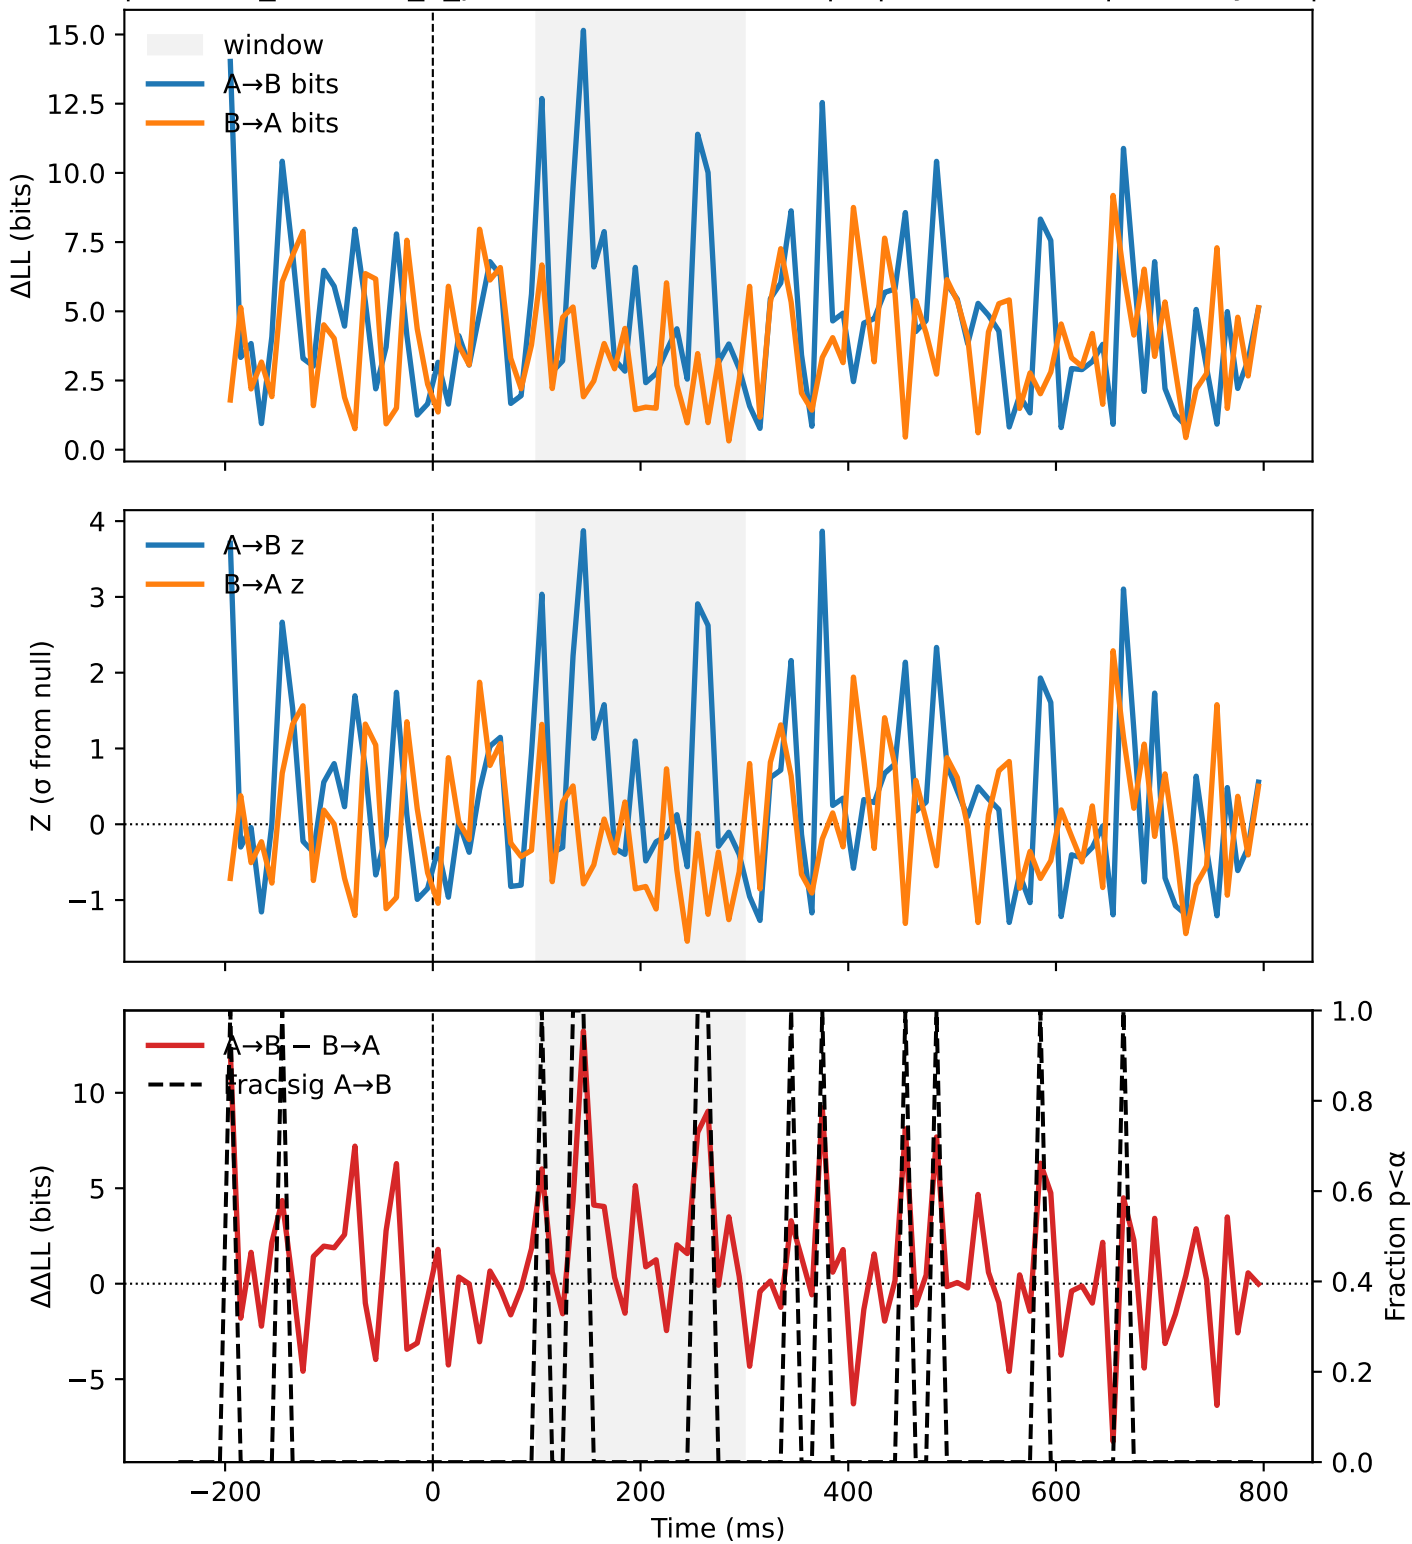 15.0
12.5
10.0
7.5
5.0
2.5
0.0
ΔLL (bits)
window
A→B bits
B→A bits
4
3
2
1
0
−1
Z (σ from null)
A→B z
B→A z
10
5
0
−5
ΔΔLL (bits)
A→B − B→A
Frac sig A→B
1.0
0.8
0.6
0.4
0.2
0.0
Fraction p<α
−200 0 200 400 600 800
Time (ms)